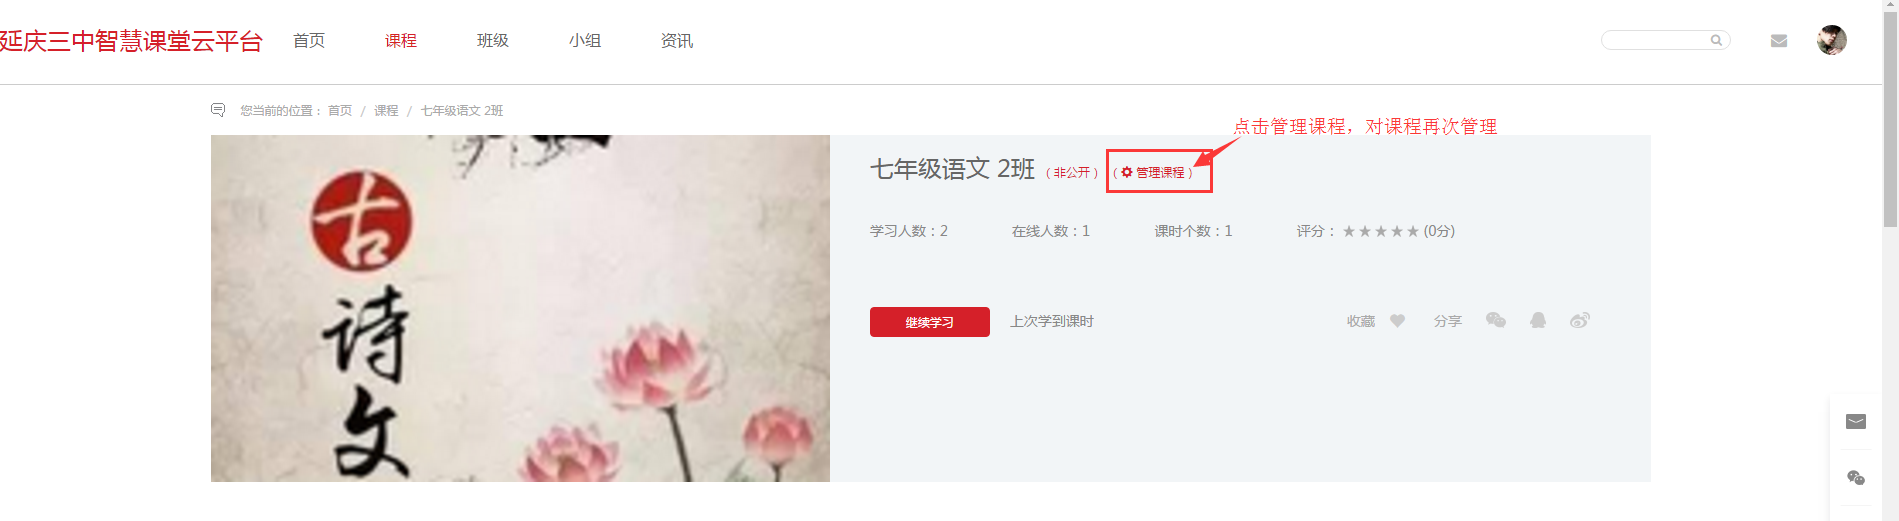 延庆三中智慧课堂云平台 首页 课程 班级 小组 资讯
您当前的位置： 首页 / 课程 / 七年级语文 2班
点击管理课程，对课程再次管理
古诗文
七年级语文 2班 （非公开） （管理课程）
学习人数：2 在线人数：1 课时个数：1 评分： ★★★★★ (0分)
继续学习 上次学到课时 收藏 分享